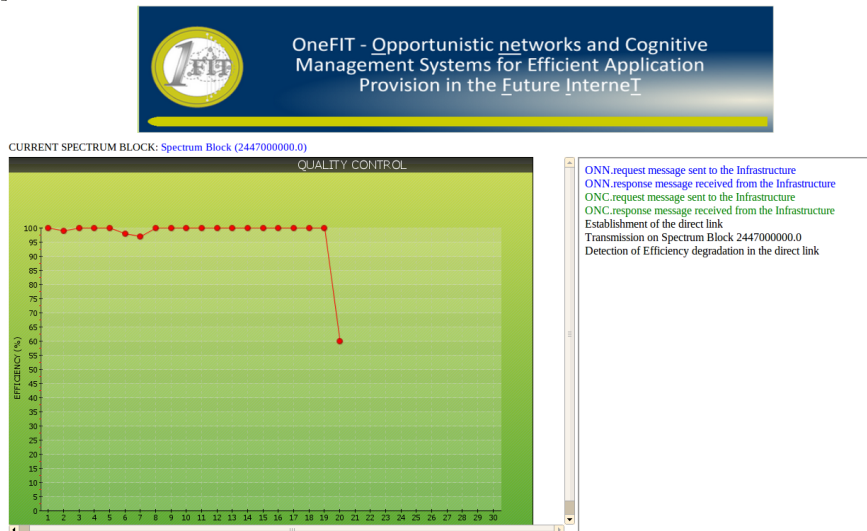 1
FIT
OneFIT - Opportunistic networks and Cognitive
Management Systems for Efficient Application
Provision in the Future InterneT
CURRENT SPECTRUM BLOCK: Spectrum Block (2447000000.0)
QUALITY CONTROL
ONN.request message sent to the Infrastructure
ONN.response message received from the Infrastructure
ONC.request message sent to the Infrastructure
ONC.response message received from the Infrastructure
Establishment of the direct link
Transmission on Spectrum Block 2447000000.0
Detection of Efficiency degradation in the direct link
EFFICIENCY (%)
100
95
90
85
80
75
70
65
60
55
50
45
40
35
30
25
20
15
10
5
0
1 2 3 4 5 6 7 8 9 10 11 12 13 14 15 16 17 18 19 20 21 22 23 24 25 26 27 28 29 30